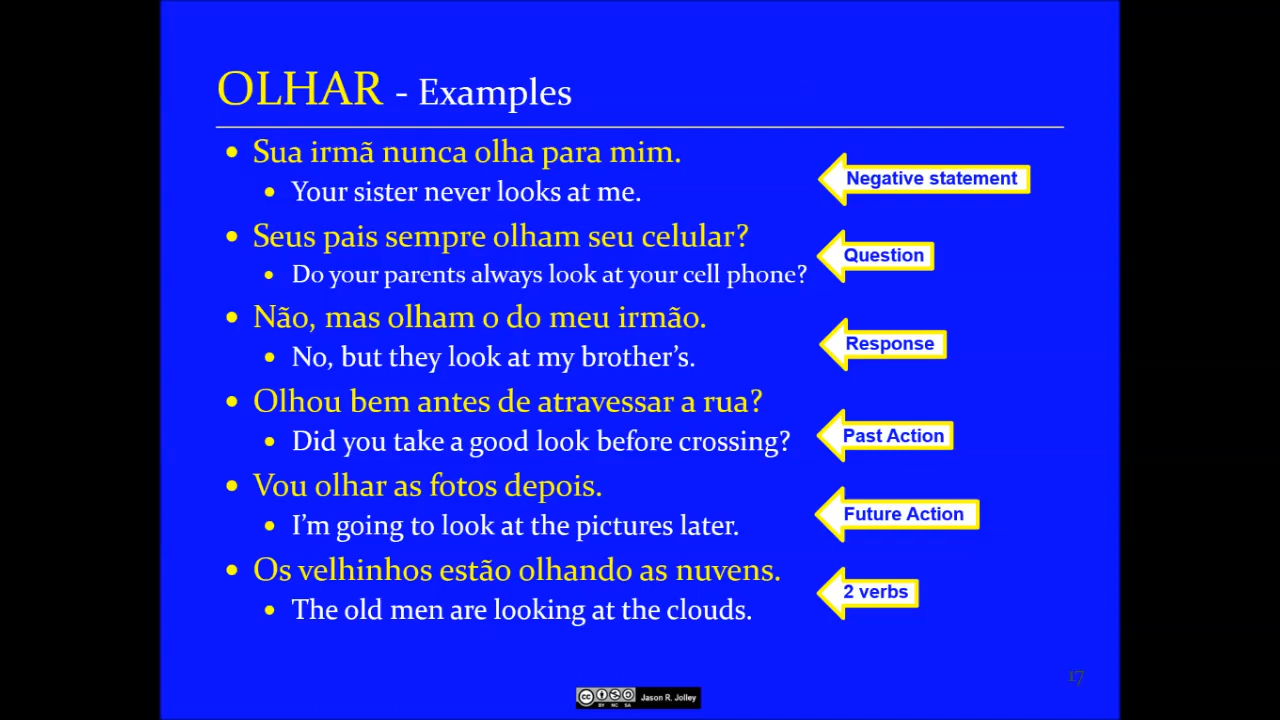 OLHAR - Examples
• Sua irmã nunca olha para mim.
• Your sister never looks at me.
Negative statement
• Seus pais sempre olham seu celular?
• Do your parents always look at your cell phone?
Question
• Não, mas olham o do meu irmão.
• No, but they look at my brother's.
Response
• Olhou bem antes de atravessar a rua?
• Did you take a good look before crossing?
Past Action
• Vou olhar as fotos depois.
• I'm going to look at the pictures later.
Future Action
• Os velhinhos estão olhando as nuvens.
• The old men are looking at the clouds.
2 verbs
17
cc BY NC SA Jason R. Jolley